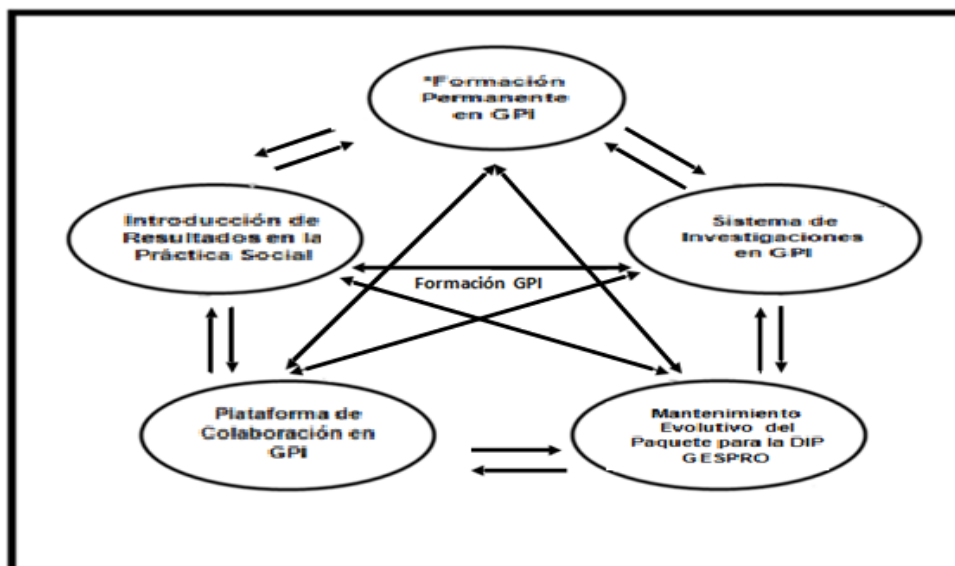 *Formación
Permanente
en GPI
Introducción de
Resultados en la
Práctica Social
Sistema de
Investigaciones
en GPI
Formación GPI
Plataforma de
Colaboración en
GPI
Mantenimiento
Evolutivo del
Paquete para la DIP
GESPRO